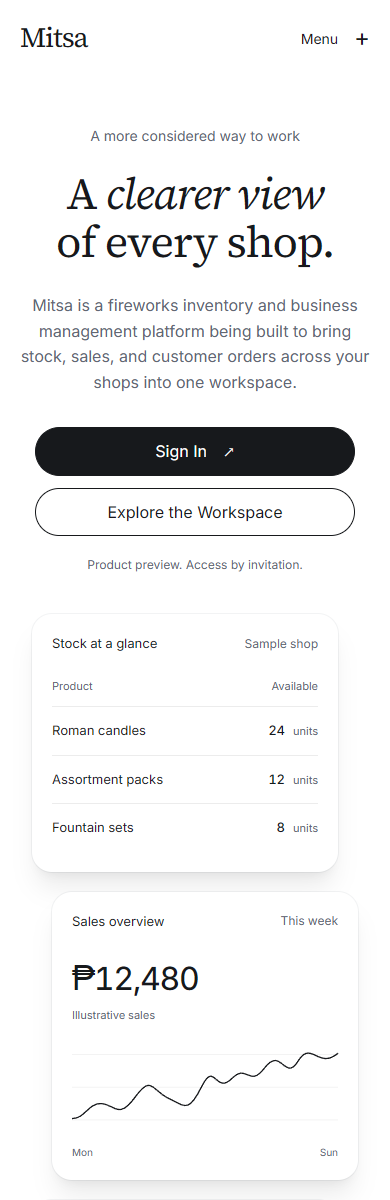 Mitsa
Menu +
A more considered way to work
A clearer view
of every shop.
Mitsa is a fireworks inventory and business
management platform being built to bring
stock, sales, and customer orders across your
shops into one workspace.
Sign In ↗
Explore the Workspace
Product preview. Access by invitation.
Stock at a glance Sample shop
Product Available
Roman candles 24 units
Assortment packs 12 units
Fountain sets 8 units
Sales overview This week
₱12,480
Illustrative sales
Mon Sun